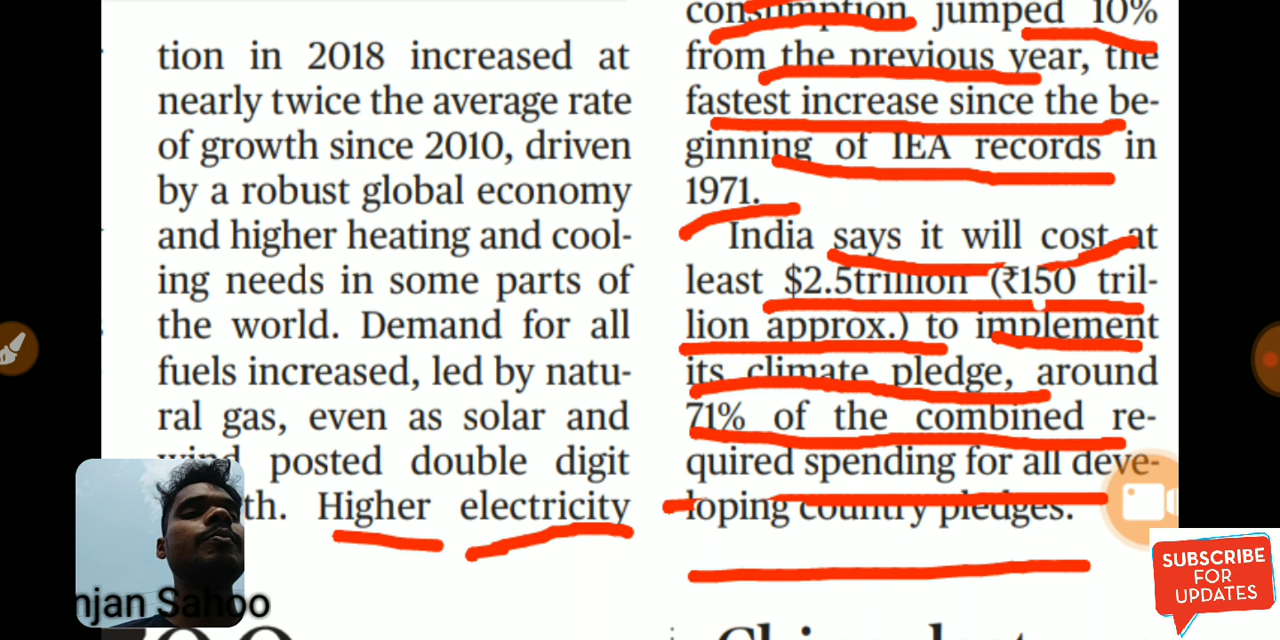 tion in 2018 increased at
nearly twice the average rate
of growth since 2010, driven
by a robust global economy
and higher heating and cool-
ing needs in some parts of
the world. Demand for all
fuels increased, led by natu-
ral gas, even as solar and
wind posted double digit
th. Higher electricity
consumption jumped 10%
from the previous year, the
fastest increase since the be-
ginning of IEA records in
1971.
India says it will cost at
least $2.5trillion (₹150 tril-
lion approx.) to implement
its climate pledge, around
71% of the combined re-
quired spending for all deve-
loping country pledges.
njan Sahoo
SUBSCRIBE
FOR
UPDATES